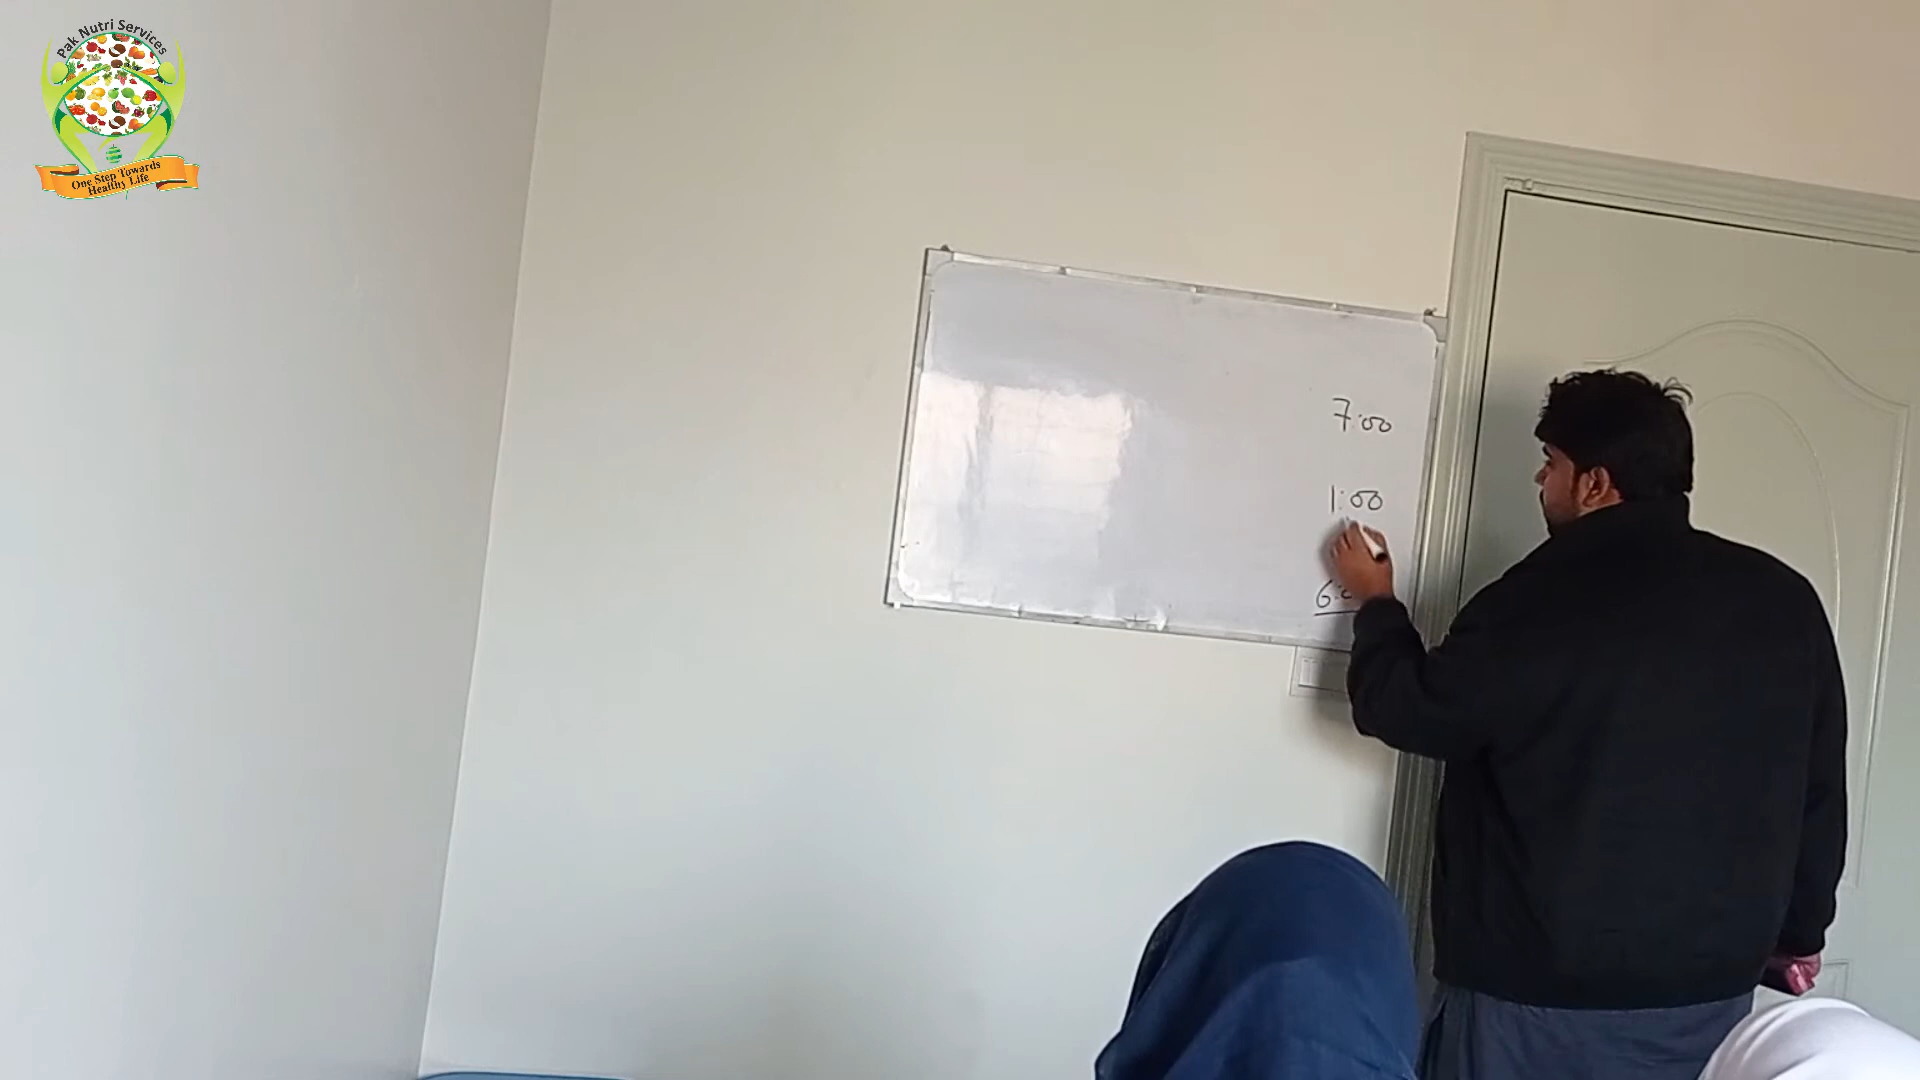 Pak Nutri Services
One Step Towards
Healthy Life
7:00
1:00